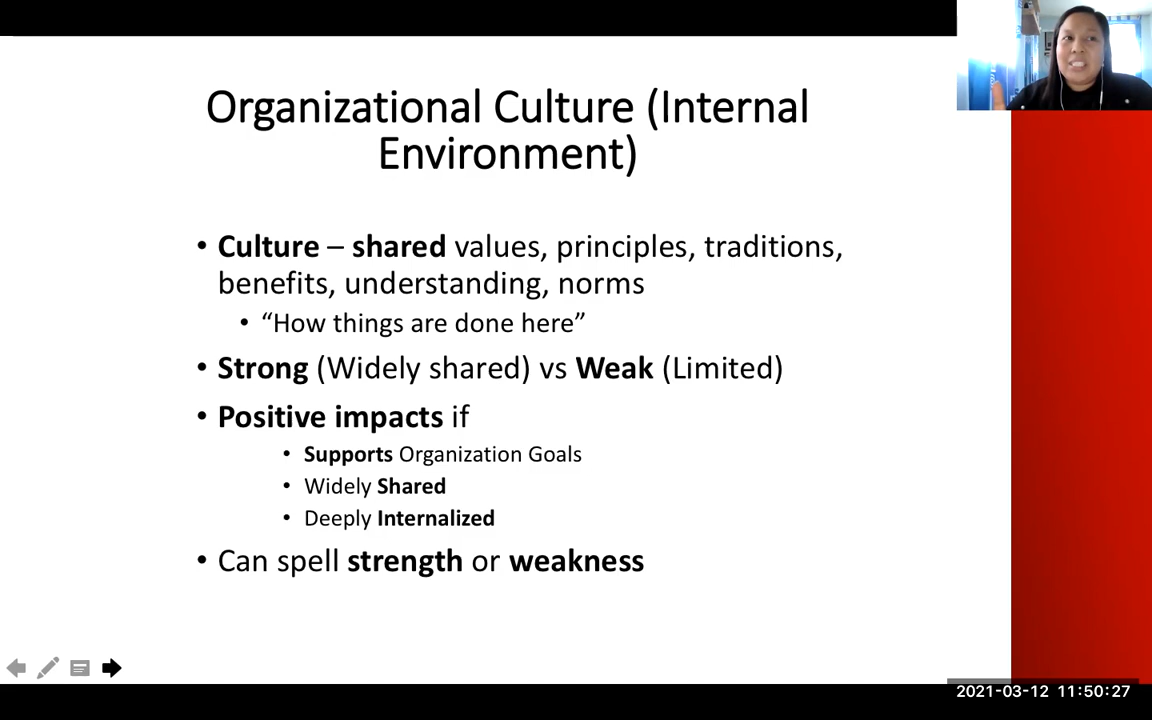 Organizational Culture (Internal
Environment)
• Culture – shared values, principles, traditions,
benefits, understanding, norms
• “How things are done here”
• Strong (Widely shared) vs Weak (Limited)
• Positive impacts if
• Supports Organization Goals
• Widely Shared
• Deeply Internalized
• Can spell strength or weakness
2021-03-12 11:50:27